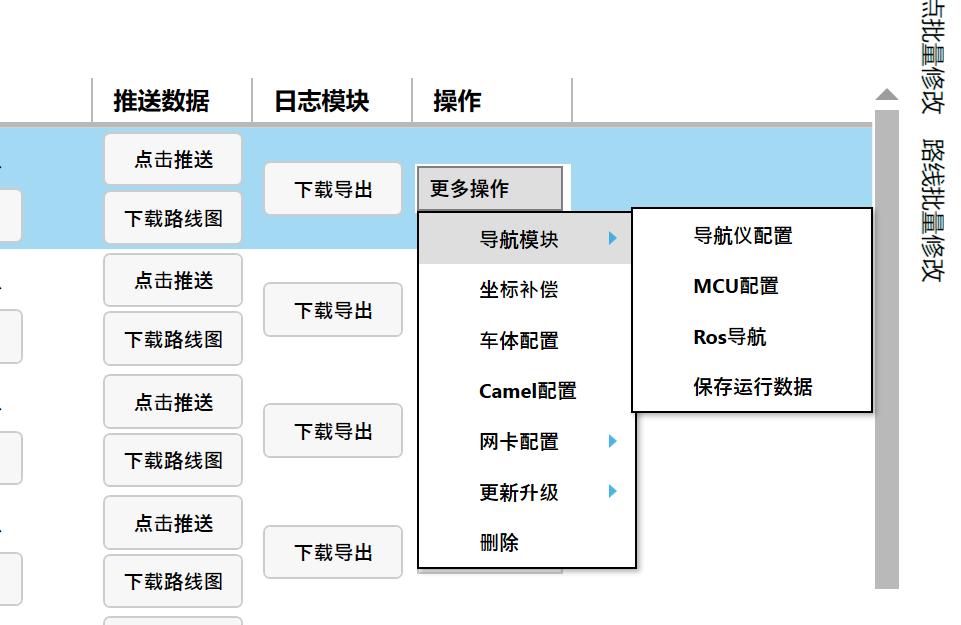 推送数据
日志模块
操作
点击推送
下载路线图
下载导出
更多操作
导航模块
坐标补偿
车体配置
Camel配置
网卡配置
更新升级
删除
导航仪配置
MCU配置
Ros导航
保存运行数据
点击推送
下载路线图
下载导出
点击推送
下载路线图
下载导出
点击推送
下载路线图
下载导出
点批量修改
路线批量修改